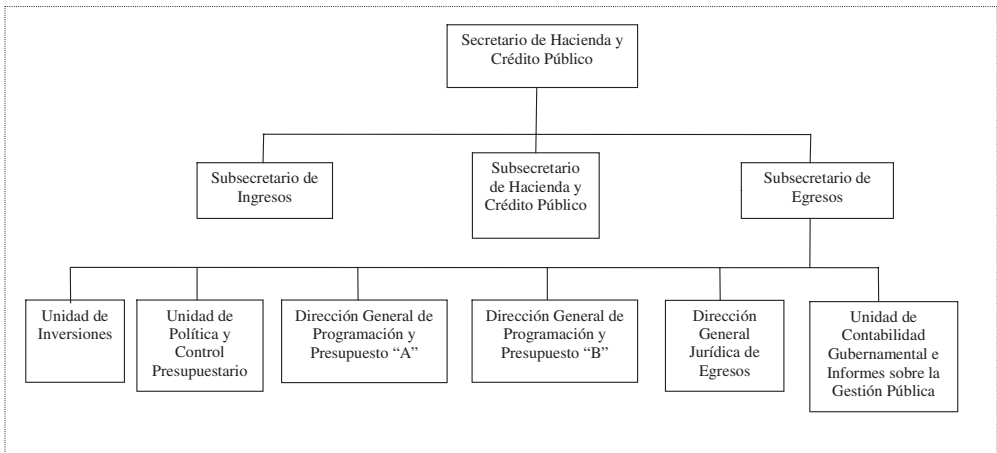 Secretario de Hacienda y
Crédito Público
Subsecretario de
Ingresos
Subsecretario
de Hacienda y
Crédito Público
Subsecretario de
Egresos
Unidad de
Inversiones
Unidad de
Política y
Control
Presupuestario
Dirección General de
Programación y
Presupuesto “A”
Dirección General de
Programación y
Presupuesto “B”
Dirección
General
Jurídica de
Egresos
Unidad de
Contabilidad
Gubernamental e
Informes sobre la
Gestión Pública